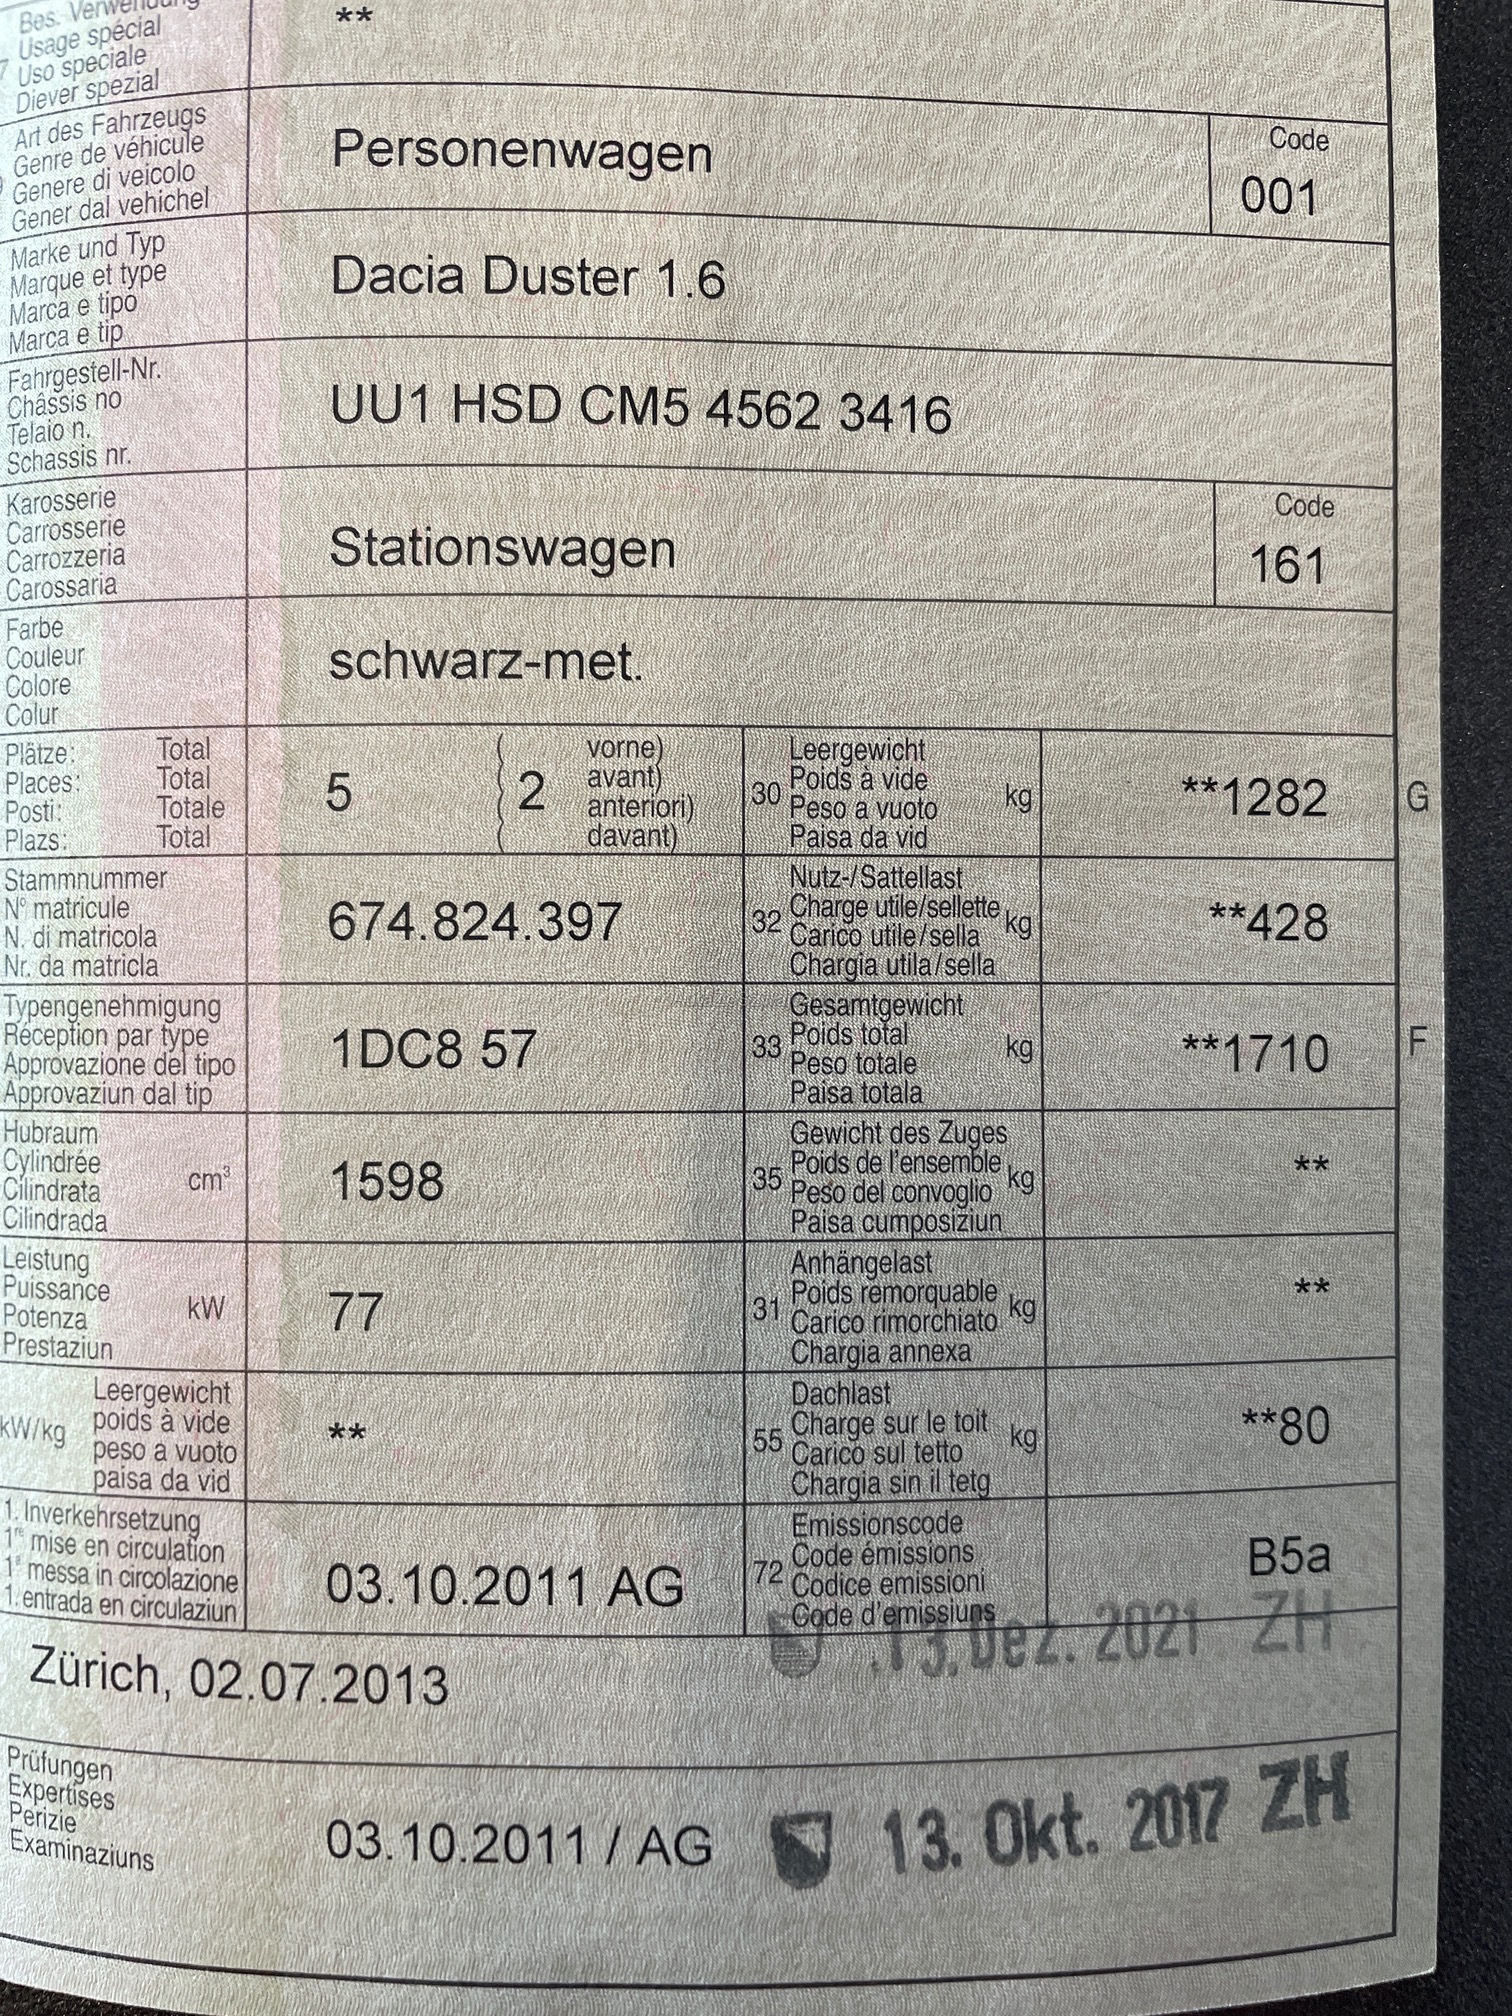 Bes. Verwendung
Usage spécial
Uso speciale
Diever spezial
**
Art des Fahrzeugs
Genre de véhicule
Genere di veicolo
Gener dal vehichel
Personenwagen
Code
001
Marke und Typ
Marque et type
Marca e tipo
Marca e tip
Dacia Duster 1.6
Fahrgestell-Nr.
Châssis no
Telaio n.
Schassis nr.
UU1 HSD CM5 4562 3416
Karosserie
Carrosserie
Carrozzeria
Carossaria
Stationswagen
Code
161
Farbe
Couleur
Colore
Colur
schwarz-met.
Plätze: Total
Places: Total
Posti: Totale
Plazs: Total
5
( 2
vorne)
avant)
anteriori)
davant)
30
Leergewicht
Poids à vide
Peso a vuoto
Paisa da vid
kg
**1282
G
Stammnummer
N° matricule
N. di matricola
Nr. da matricla
674.824.397
32
Nutz-/Sattellast
Charge utile/sellette
Carico utile/sella
Chargia utila/sella
kg
**428
Typengenehmigung
Réception par type
Approvazione del tipo
Approvaziun dal tip
1DC8 57
33
Gesamtgewicht
Poids total
Peso totale
Paisa totala
kg
**1710
F
Hubraum
Cylindrée
Cilindrata
Cilindrada
cm³
1598
35
Gewicht des Zuges
Poids de l'ensemble
Peso del convoglio
Paisa cumposiziun
kg
**
Leistung
Puissance
Potenza
Prestaziun
kW
77
31
Anhängelast
Poids remorquable
Carico rimorchiato
Chargia annexa
kg
**
kW/kg
Leergewicht
poids à vide
peso a vuoto
paisa da vid
**
55
Dachlast
Charge sur le toit
Carico sul tetto
Chargia sin il tetg
kg
**80
1. Inverkehrsetzung
1re mise en circulation
1a messa in circolazione
1. entrada en circulaziun
03.10.2011 AG
72
Emissionscode
Code émissions
Codice emissioni
Code d'emissiuns
B5a
13. Dez. 2021 ZH
Zürich, 02.07.2013
Prüfungen
Expertises
Perizie
Examinaziuns
03.10.2011 / AG
13. Okt. 2017 ZH